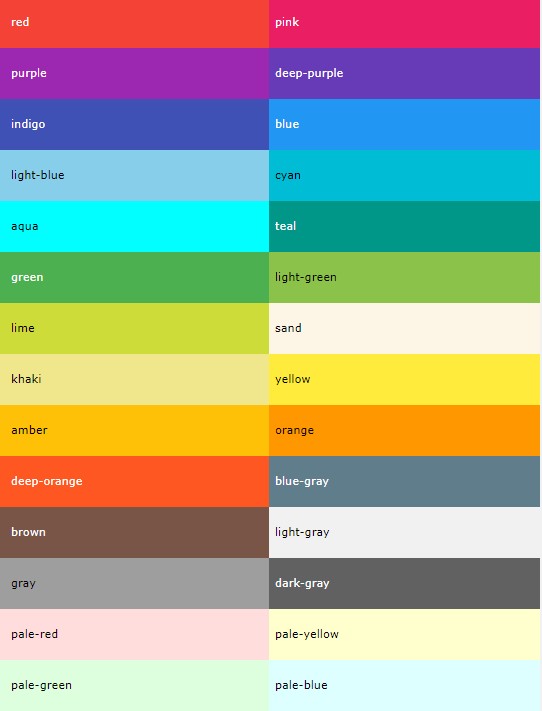 red
pink
purple
deep-purple
indigo
blue
light-blue
cyan
aqua
teal
green
light-green
lime
sand
khaki
yellow
amber
orange
deep-orange
blue-gray
brown
light-gray
gray
dark-gray
pale-red
pale-yellow
pale-green
pale-blue